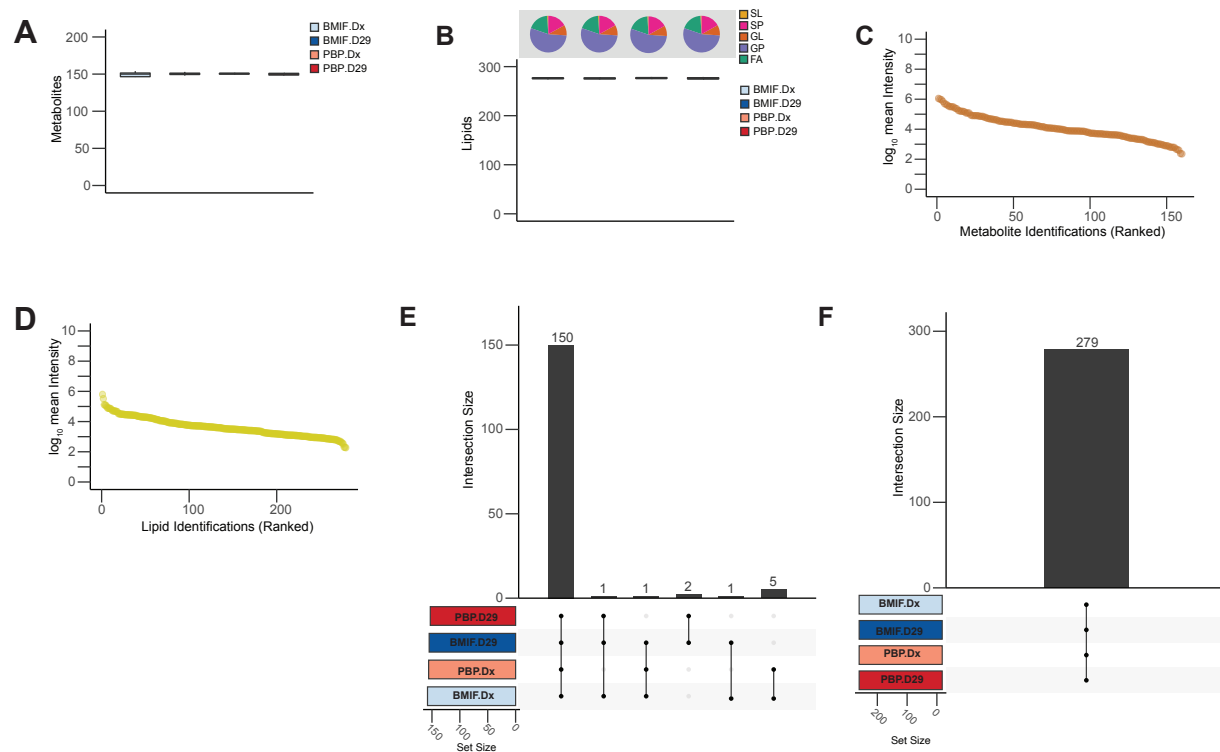 A
Metabolites
200
150
100
50
0
BMIF.Dx
BMIF.D29
PBP.Dx
PBP.D29
B
Lipids
300
200
100
0
SL
SP
GL
GP
FA
BMIF.Dx
BMIF.D29
PBP.Dx
PBP.D29
C
log10 mean Intensity
10
8
6
4
2
0
0 50 100 150
Metabolite Identifications (Ranked)
D
log10 mean Intensity
10
8
6
4
2
0
0 100 200
Lipid Identifications (Ranked)
E
Intersection Size
150
100
50
0
150 1 1 2 1 5
PBP.D29
BMIF.D29
PBP.Dx
BMIF.Dx
150 100 50 0
Set Size
F
Intersection Size
300
200
100
0
279
BMIF.Dx
BMIF.D29
PBP.Dx
PBP.D29
200 100 0
Set Size